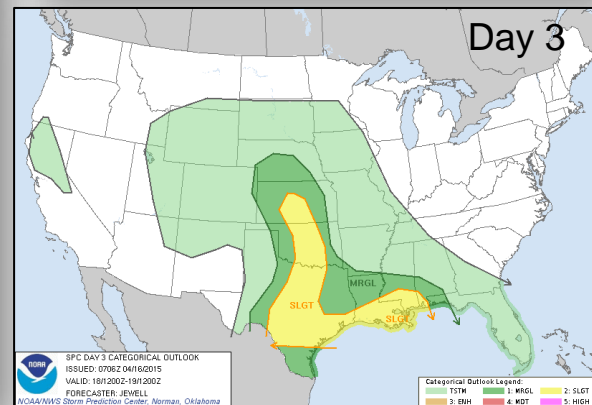 Day 3
MRGL
SLGT
SLGT
NOAA
SPC DAY 3 CATEGORICAL OUTLOOK
ISSUED: 0706Z 04/16/2015
VALID: 18/1200Z-19/1200Z
FORECASTER: JEWELL
NOAA/NWS Storm Prediction Center, Norman, Oklahoma
Categorical Outlook Legend:
TSTM 1: MRGL 2: SLGT
3: ENH 4: MDT 5: HIGH